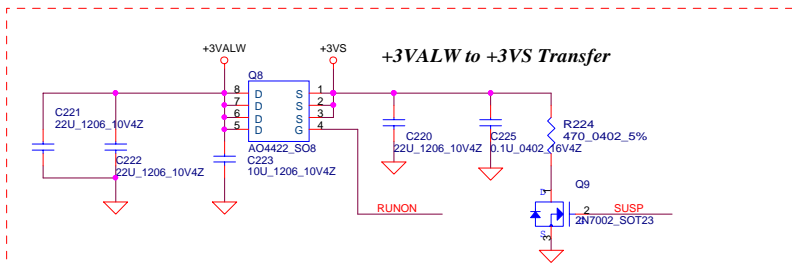 +3VALW to +3VS Transfer
+3VALW
+3VS
Q8
8 D S 1
7 D S 2
6 D S 3
5 D G 4
AO4422_SO8
C221
22U_1206_10V4Z
C222
22U_1206_10V4Z
C223
10U_1206_10V4Z
C220
22U_1206_10V4Z
C225
0.1U_0402_16V4Z
R224
470_0402_5%
RUNON
Q9
D 1
2
G
SUSP
2N7002_SOT23
S
3